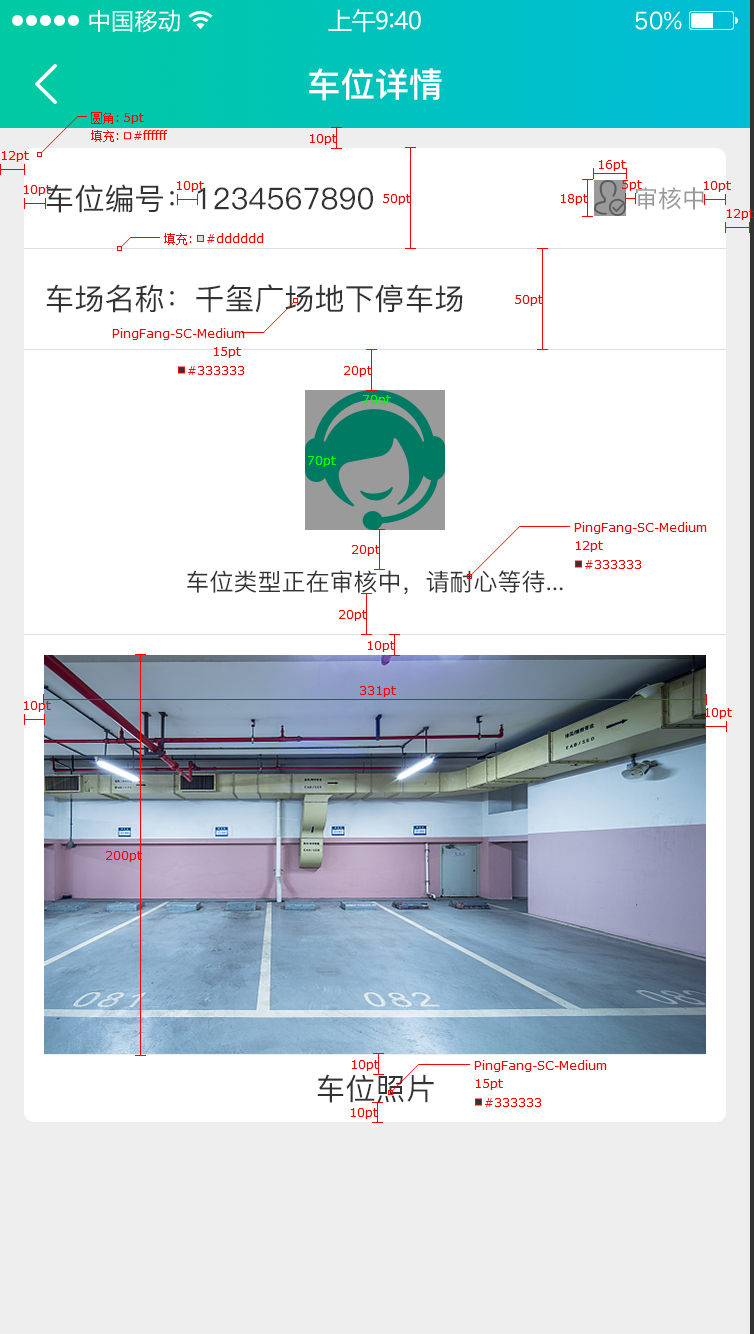 中国移动 上午9:40 50%
车位详情
圆角: 5pt
填充: #ffffff
10pt
12pt
16pt
10pt 车位编号: 10pt 1234567890 50pt 18pt 5pt 审核中 10pt
12pt
填充: #dddddd
车场名称: 千玺广场地下停车场 50pt
PingFang-SC-Medium
15pt
#333333
20pt
70pt
70pt
20pt
PingFang-SC-Medium
12pt
#333333
车位类型正在审核中，请耐心等待...
20pt
10pt
331pt
10pt
10pt
EAD/SED
200pt
081 082
10pt
PingFang-SC-Medium
15pt
#333333
车位照片
10pt